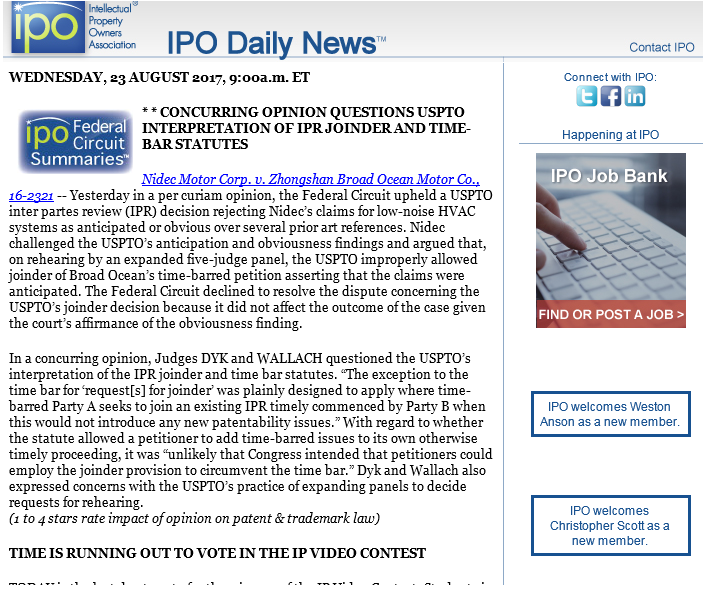 ipo
Intellectual®
Property
Owners
Association
IPO Daily News™
Contact IPO
WEDNESDAY, 23 AUGUST 2017, 9:00a.m. ET
ipo Federal
Circuit
Summaries™
* * CONCURRING OPINION QUESTIONS USPTO
INTERPRETATION OF IPR JOINDER AND TIME-
BAR STATUTES
Nidec Motor Corp. v. Zhongshan Broad Ocean Motor Co.,
16-2321 -- Yesterday in a per curiam opinion, the Federal Circuit upheld a USPTO
inter partes review (IPR) decision rejecting Nidec's claims for low-noise HVAC
systems as anticipated or obvious over several prior art references. Nidec
challenged the USPTO's anticipation and obviousness findings and argued that,
on rehearing by an expanded five-judge panel, the USPTO improperly allowed
joinder of Broad Ocean's time-barred petition asserting that the claims were
anticipated. The Federal Circuit declined to resolve the dispute concerning the
USPTO's joinder decision because it did not affect the outcome of the case given
the court's affirmance of the obviousness finding.
In a concurring opinion, Judges DYK and WALLACH questioned the USPTO's
interpretation of the IPR joinder and time bar statutes. “The exception to the
time bar for ‘request[s] for joinder’ was plainly designed to apply where time-
barred Party A seeks to join an existing IPR timely commenced by Party B when
this would not introduce any new patentability issues.” With regard to whether
the statute allowed a petitioner to add time-barred issues to its own otherwise
timely proceeding, it was “unlikely that Congress intended that petitioners could
employ the joinder provision to circumvent the time bar.” Dyk and Wallach also
expressed concerns with the USPTO's practice of expanding panels to decide
requests for rehearing.
(1 to 4 stars rate impact of opinion on patent & trademark law)
TIME IS RUNNING OUT TO VOTE IN THE IP VIDEO CONTEST
Connect with IPO:
Happening at IPO
IPO Job Bank
FIND OR POST A JOB >
IPO welcomes Weston
Anson as a new member.
IPO welcomes
Christopher Scott as a
new member.